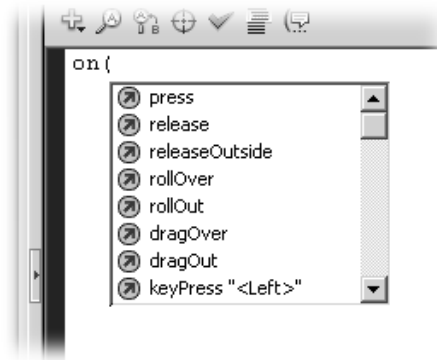 on(
press
release
releaseOutside
rollOver
rollOut
dragOver
dragOut
keyPress "<Left>"